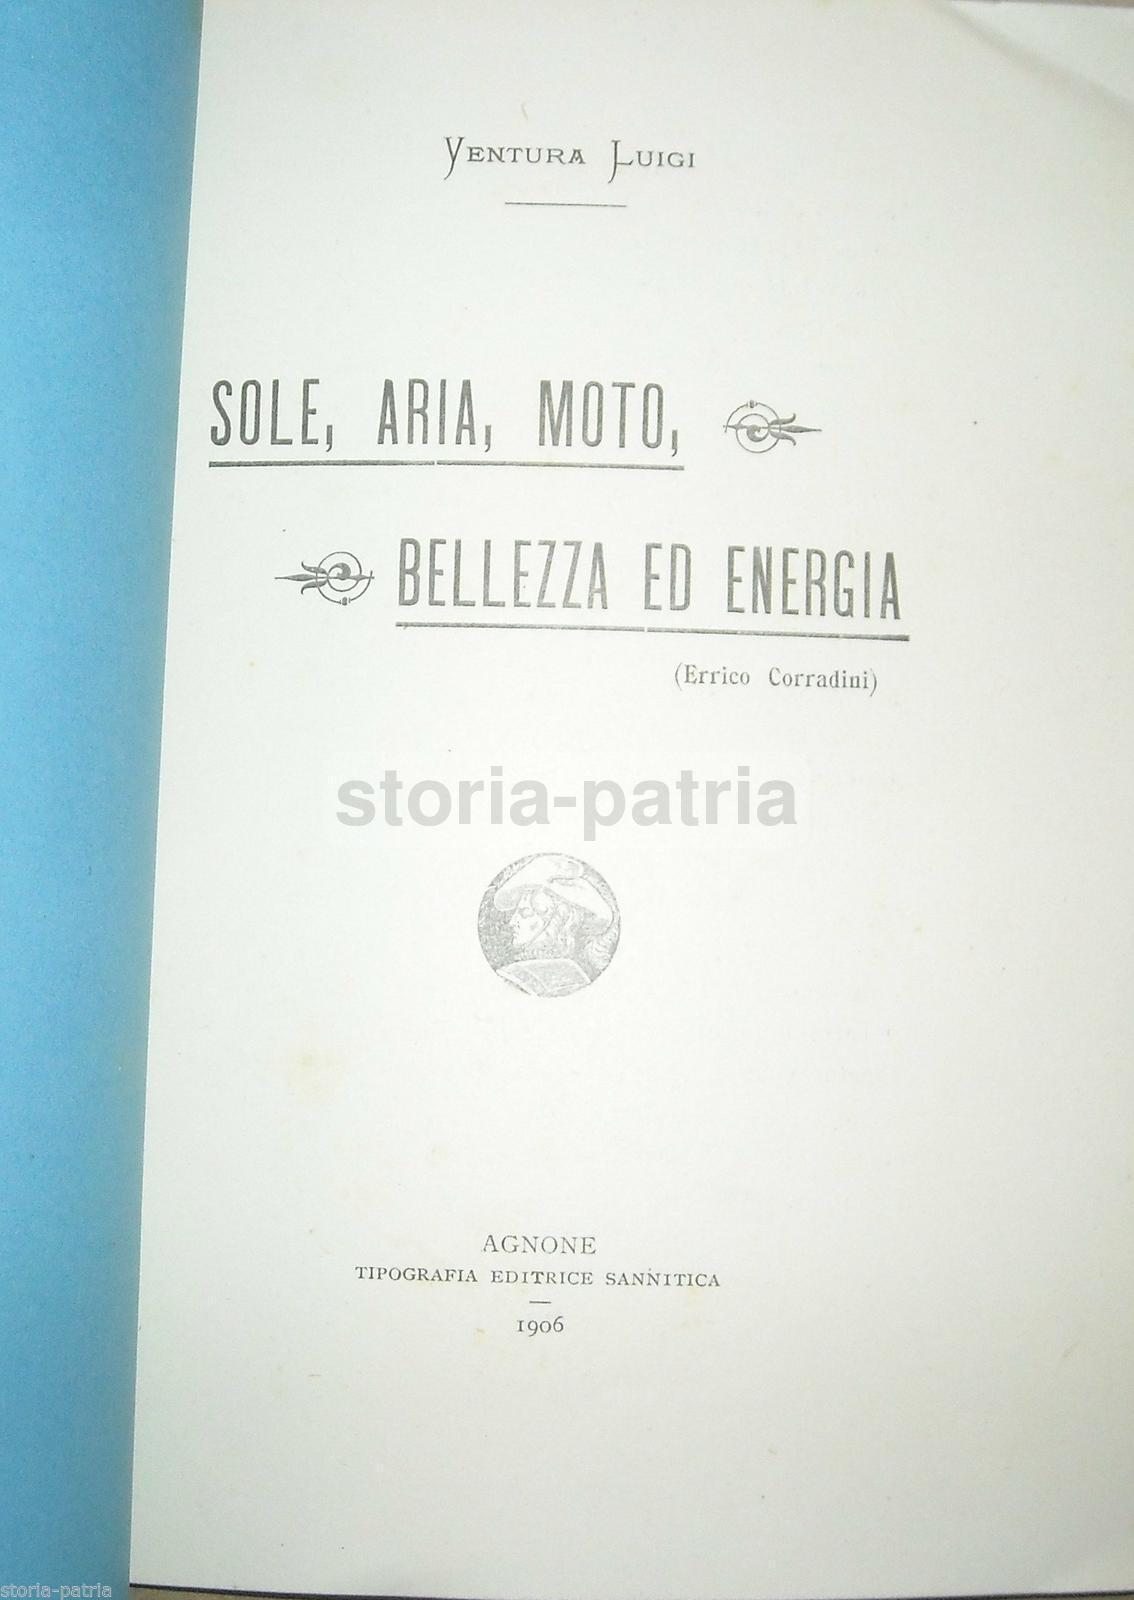 VENTURA LUIGI
SOLE, ARIA, MOTO,
BELLEZZA ED ENERGIA
(Errico Corradini)
storia-patria
AGNONE
TIPOGRAFIA EDITRICE SANNITICA
1906
storia-patria